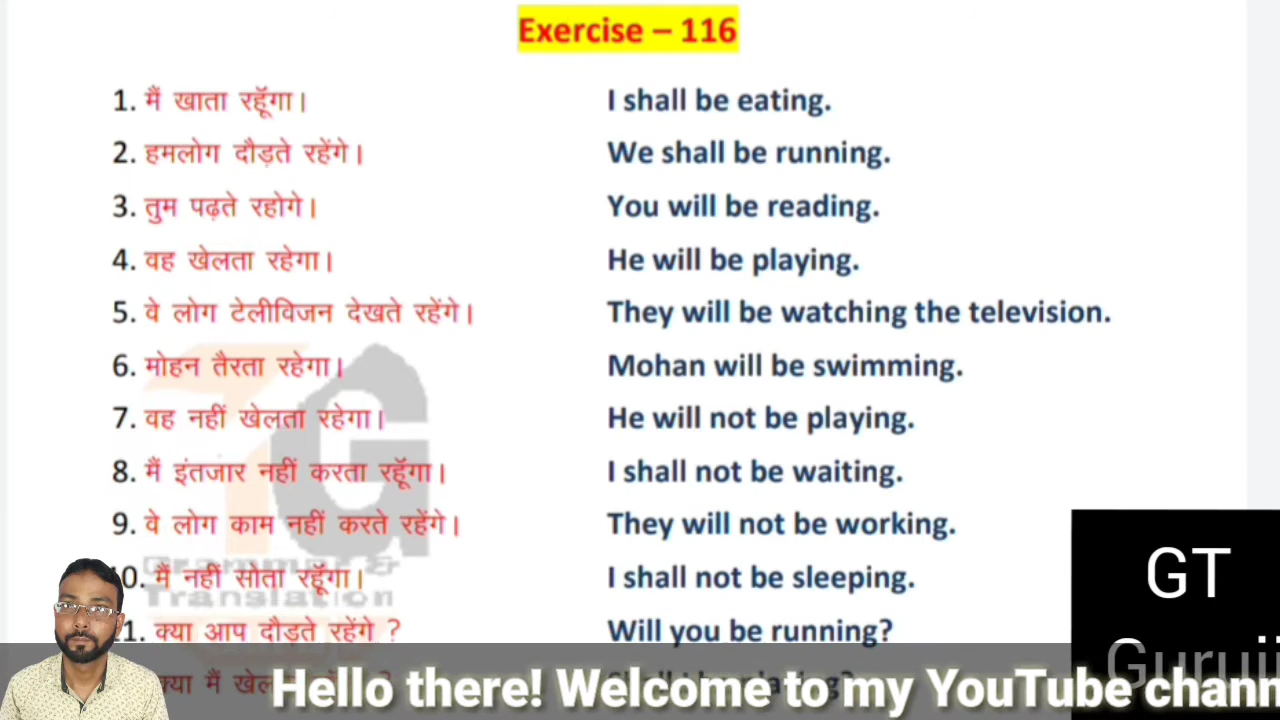 Exercise – 116
1. मैं खाता रहूॅंगा। I shall be eating.
2. हमलोग दौड़ते रहेंगे। We shall be running.
3. तुम पढ़ते रहोगे। You will be reading.
4. वह खेलता रहेगा। He will be playing.
5. वे लोग टेलीविजन देखते रहेंगे। They will be watching the television.
6. मोहन तैरता रहेगा। Mohan will be swimming.
7. वह नहीं खेलता रहेगा। He will not be playing.
8. मैं इंतजार नहीं करता रहूॅंगा। I shall not be waiting.
9. वे लोग काम नहीं करते रहेंगे। They will not be working.
10. मैं नहीं सोता रहूॅंगा। I shall not be sleeping.
11. क्या आप दौड़ते रहेंगे ? Will you be running?
क्या मैं
Grammar &
Translation
GT
Guruji
Hello there! Welcome to my YouTube chann